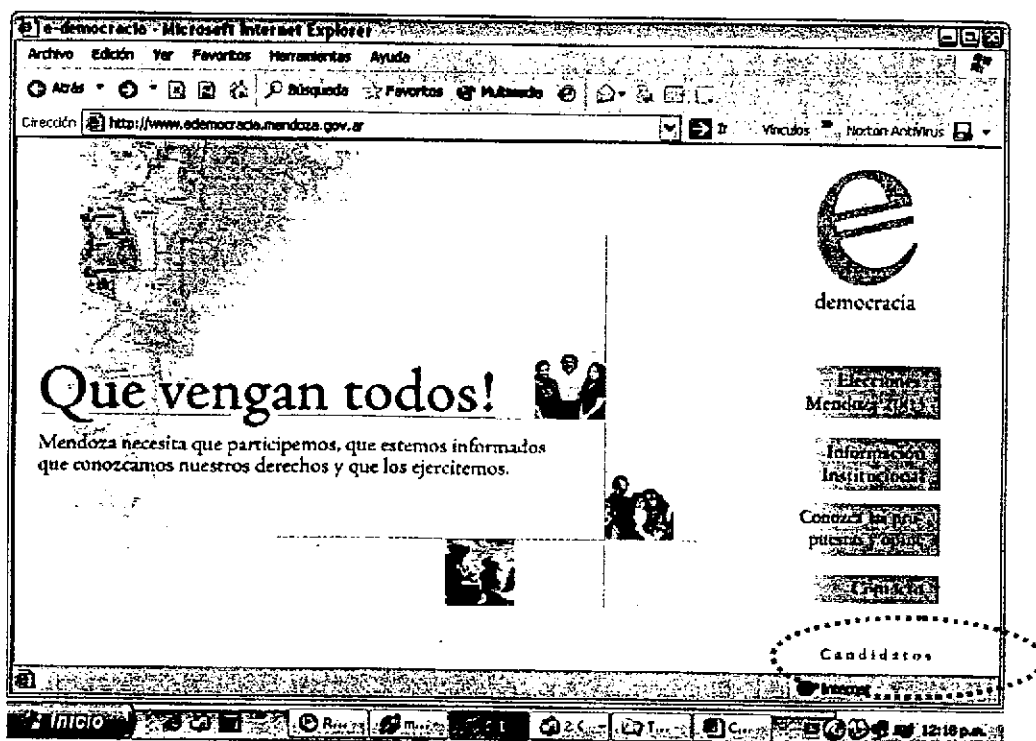 e-democracia - Microsoft Internet Explorer
Archivo Edición Ver Favoritos Herramientas Ayuda
Atrás Búsqueda Favoritos Multimedia
Dirección http://www.edemocracia.mendoza.gov.ar Ir Vínculos Norton AntiVirus
e
democracia
Que vengan todos!
Mendoza necesita que participemos, que estemos informados
que conozcamos nuestros derechos y que los ejercitemos.
Elecciones
Mendoza 2003
Información
Institucional
Conozca las pro-
puestas y opine
Contacto
Candidatos
Internet
Inicio 12:18 p.m.